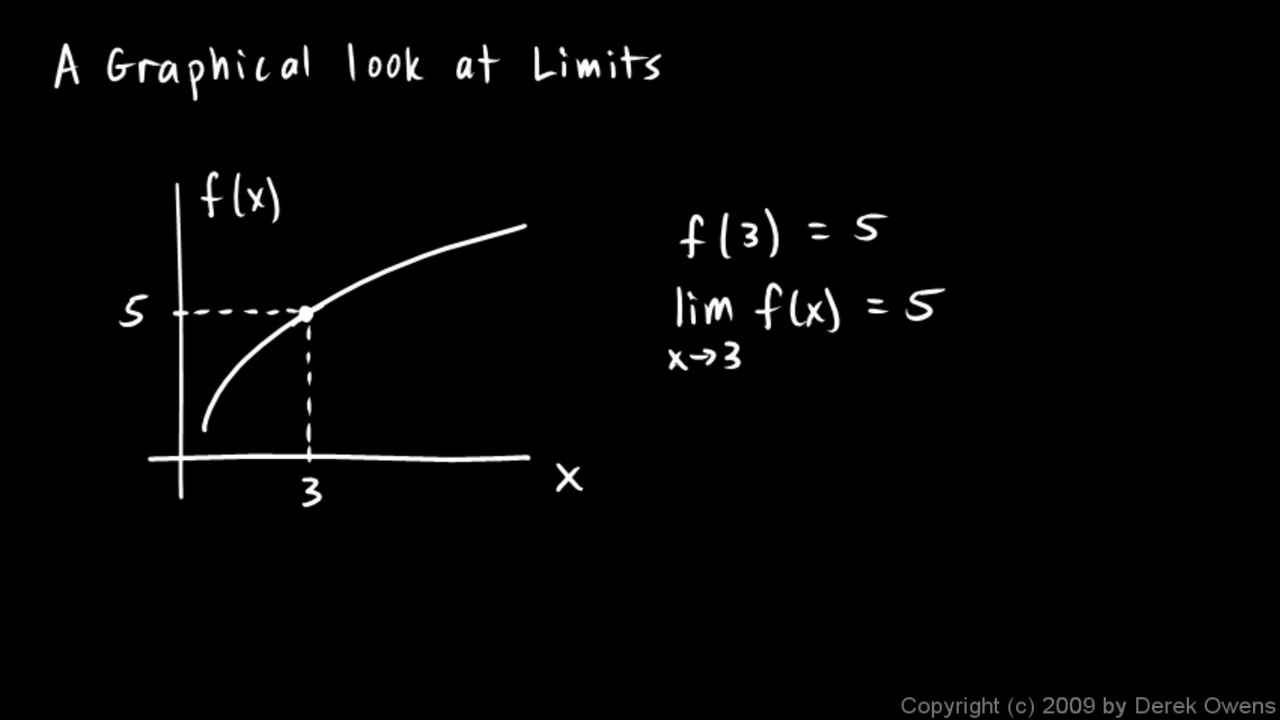 A Graphical look at Limits
f(x)
f(3) = 5
5
lim f(x) = 5
x→3
x
3
Copyright (c) 2009 by Derek Owens